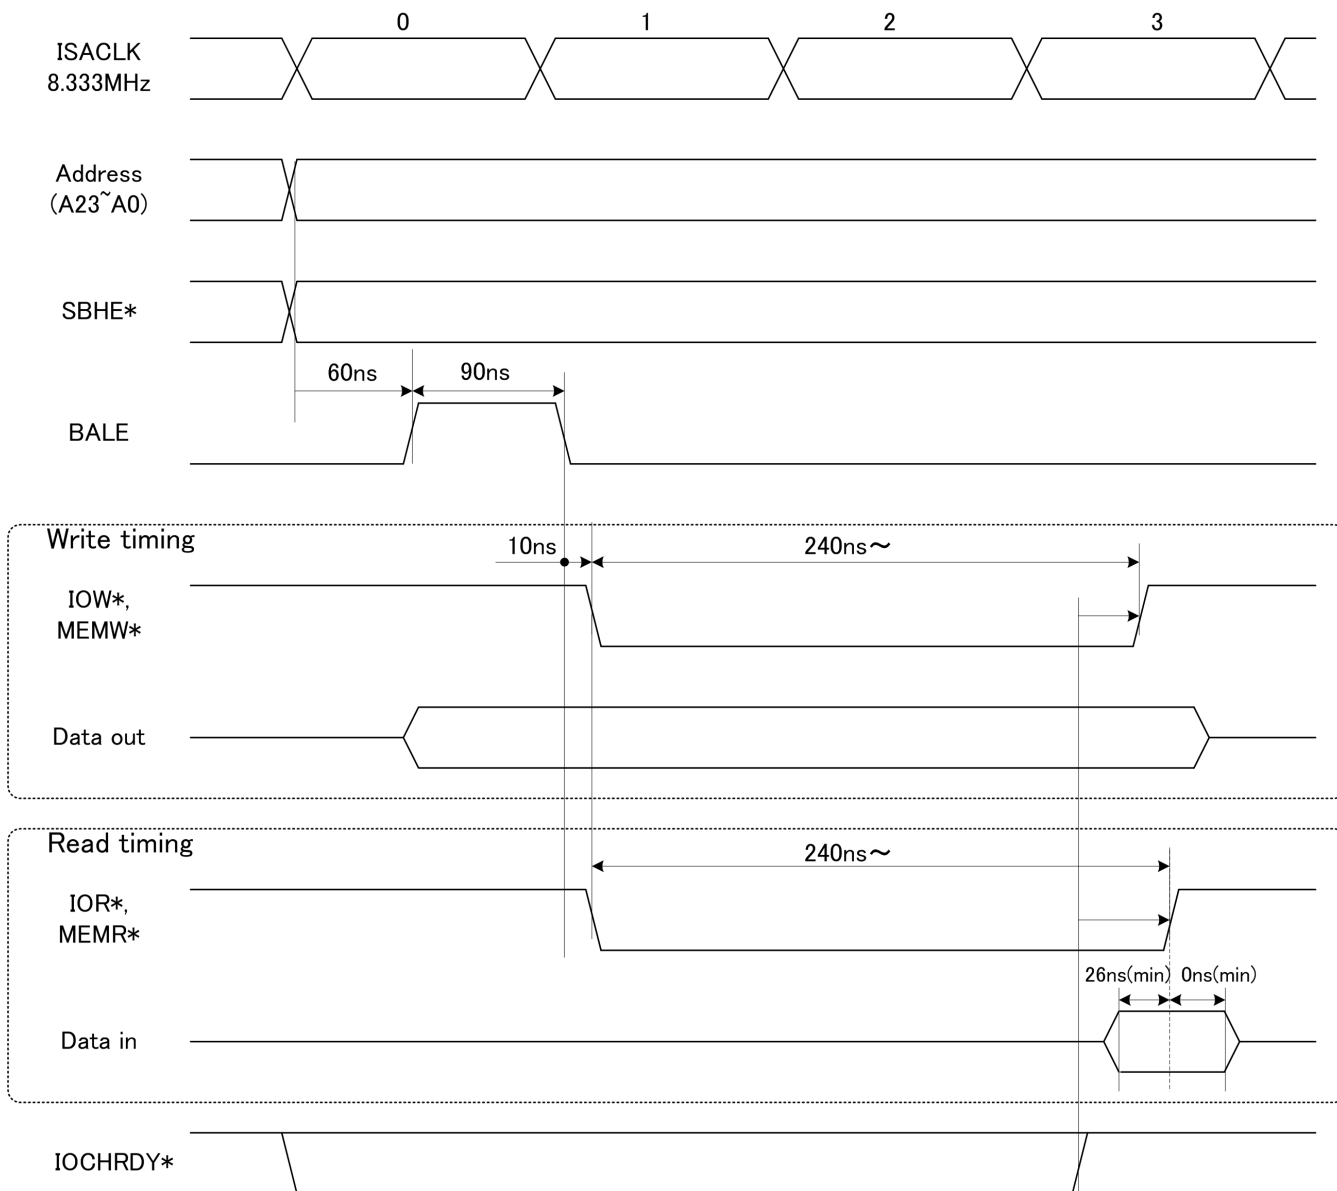 0 1 2 3
ISACLK
8.333MHz
Address
(A23~A0)
SBHE*
60ns 90ns
BALE
Write timing
10ns 240ns～
IOW*,
MEMW*
Data out
Read timing
240ns～
IOR*,
MEMR*
26ns(min) 0ns(min)
Data in
IOCHRDY*